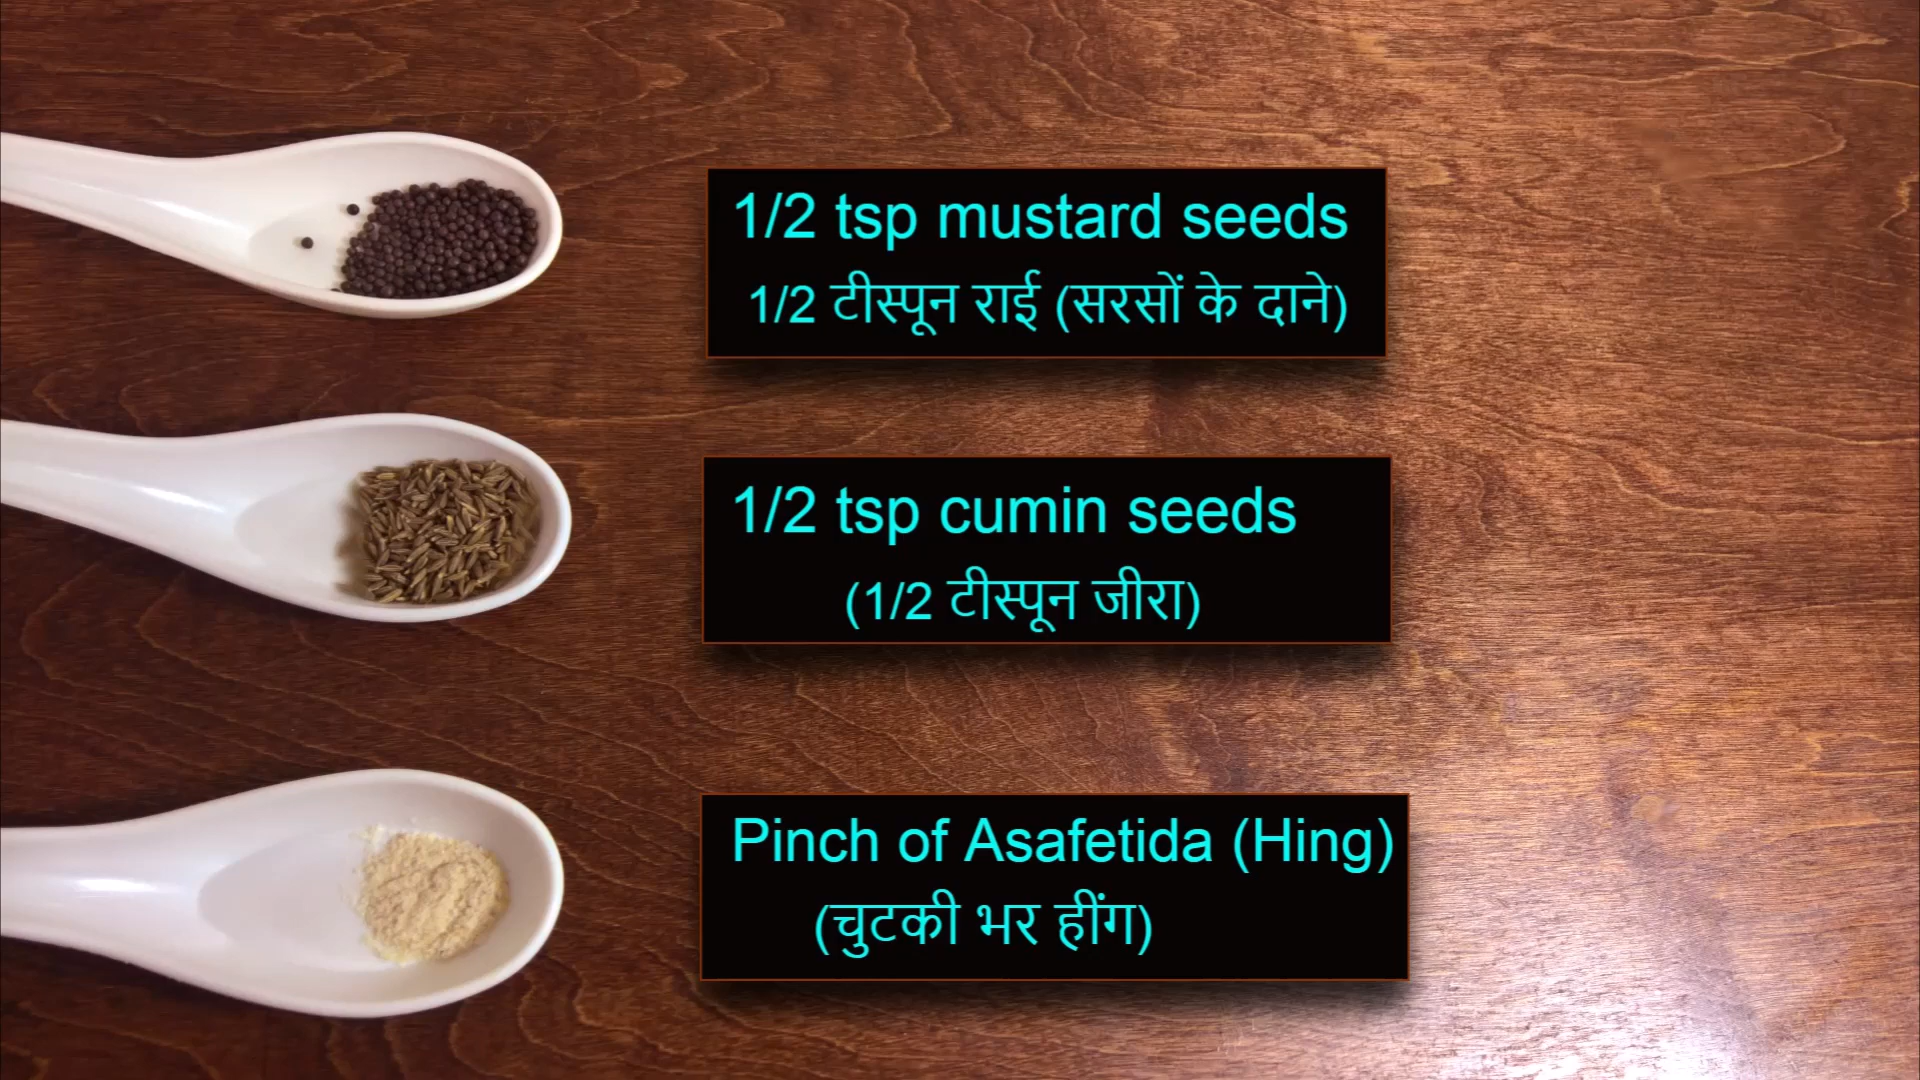 1/2 tsp mustard seeds
1/2 टीस्पून राई (सरसों के दाने)
1/2 tsp cumin seeds
(1/2 टीस्पून जीरा)
Pinch of Asafetida (Hing)
(चुटकी भर हींग)